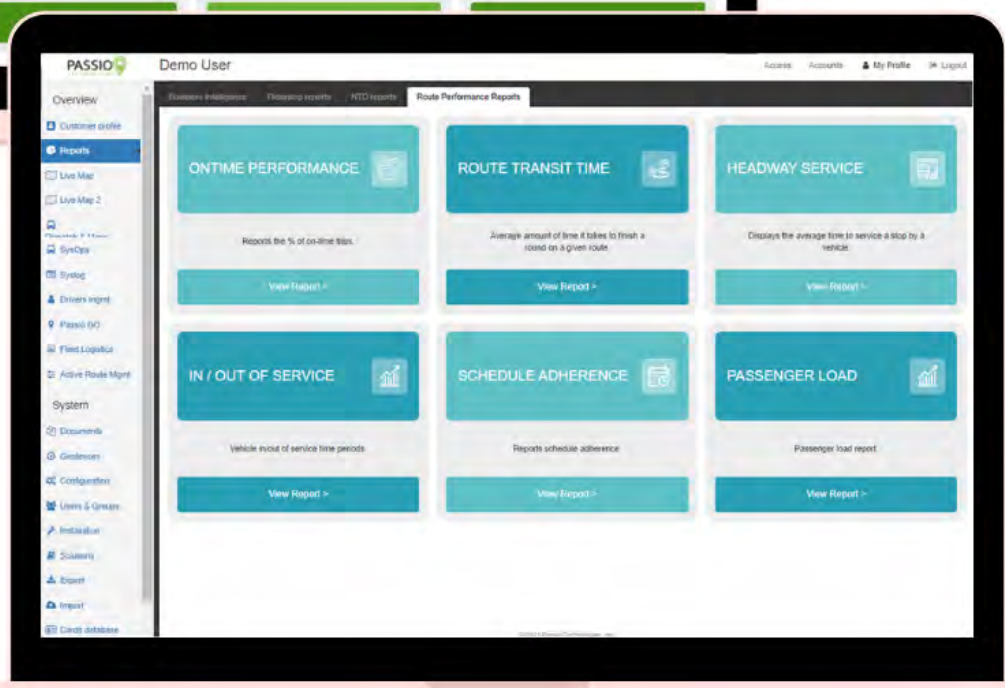 PASSIO
Demo User
Access Accounts My Profile Logout
Overview
Business Intelligence Ridership reports NTD reports Route Performance Reports
Customer profile
Reports
Live Map
Live Map 2
SysOps
Syslog
Drivers mgmt
Passio GO
Fleet Logistics
Active Route Mgmt
System
Documents
Geofences
Configuration
Users & Groups
Installation
Solutions
Export
Import
Cards database
ONTIME PERFORMANCE
Reports the % of on-time trips.
View Report >
ROUTE TRANSIT TIME
Average amount of time it takes to finish a
round on a given route.
View Report >
HEADWAY SERVICE
Displays the average time to service a stop by a
vehicle.
View Report >
IN / OUT OF SERVICE
Vehicle in/out of service time periods
View Report >
SCHEDULE ADHERENCE
Reports schedule adherence
View Report >
PASSENGER LOAD
Passenger load report
View Report >